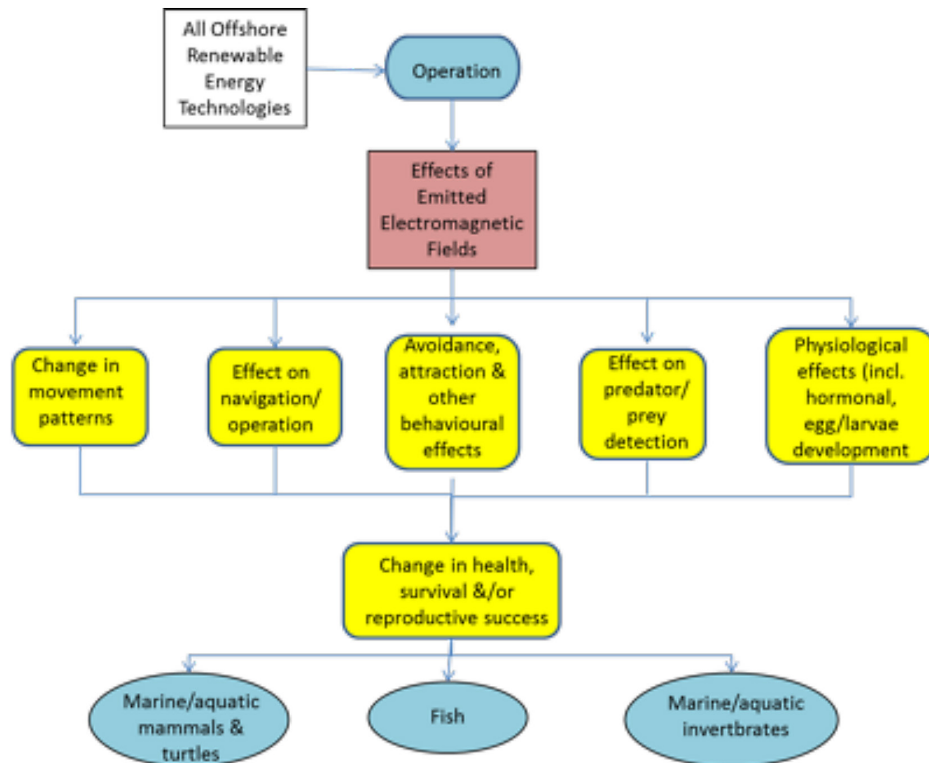 All Offshore
Renewable
Energy
Technologies
Operation
Effects of
Emitted
Electromagnetic
Fields
Change in
movement
patterns
Effect on
navigation/
operation
Avoidance,
attraction &
other
behavioural
effects
Effect on
predator/
prey
detection
Physiological
effects (incl.
hormonal,
egg/larvae
development
Change in health,
survival &/or
reproductive success
Marine/aquatic
mammals &
turtles
Fish
Marine/aquatic
invertbrates